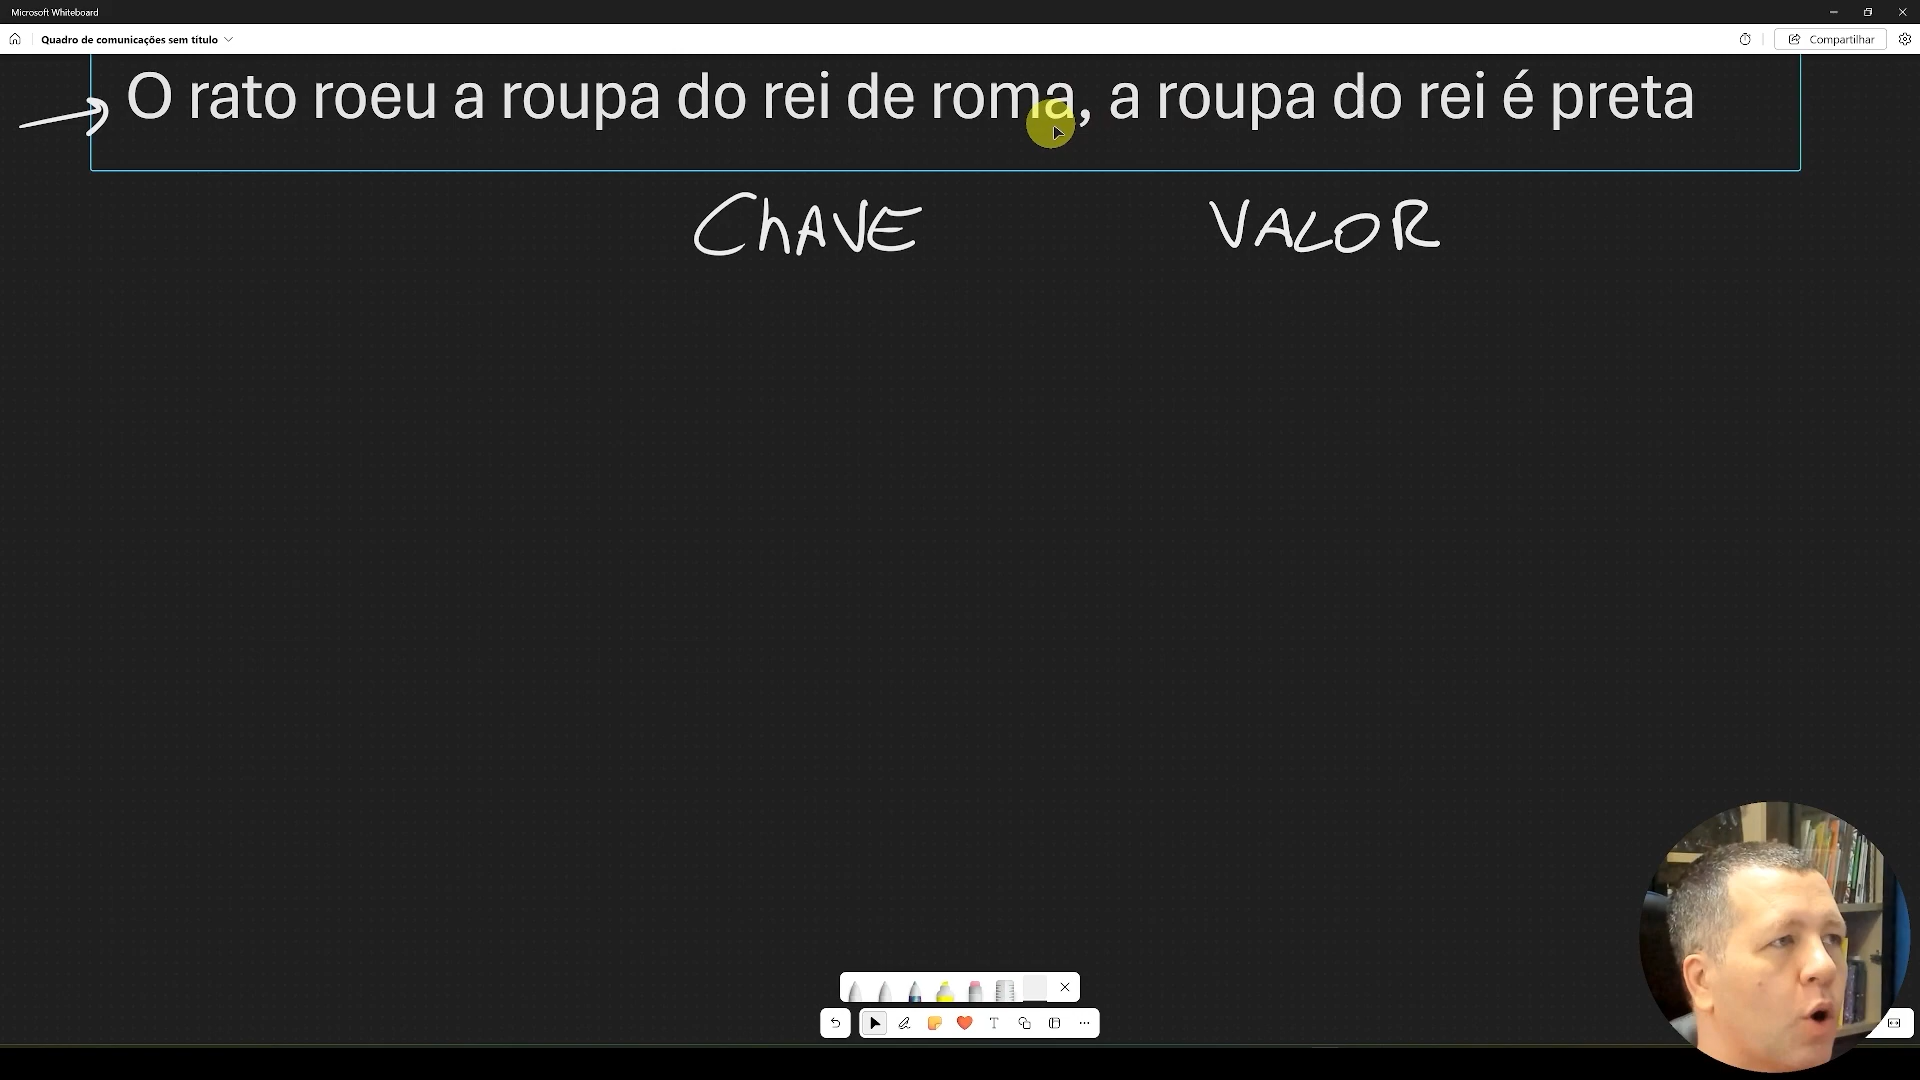 Microsoft Whiteboard
Quadro de comunicações sem título
Compartilhar
O rato roeu a roupa do rei de roma, a roupa do rei é preta
ChAVE VALOR
T